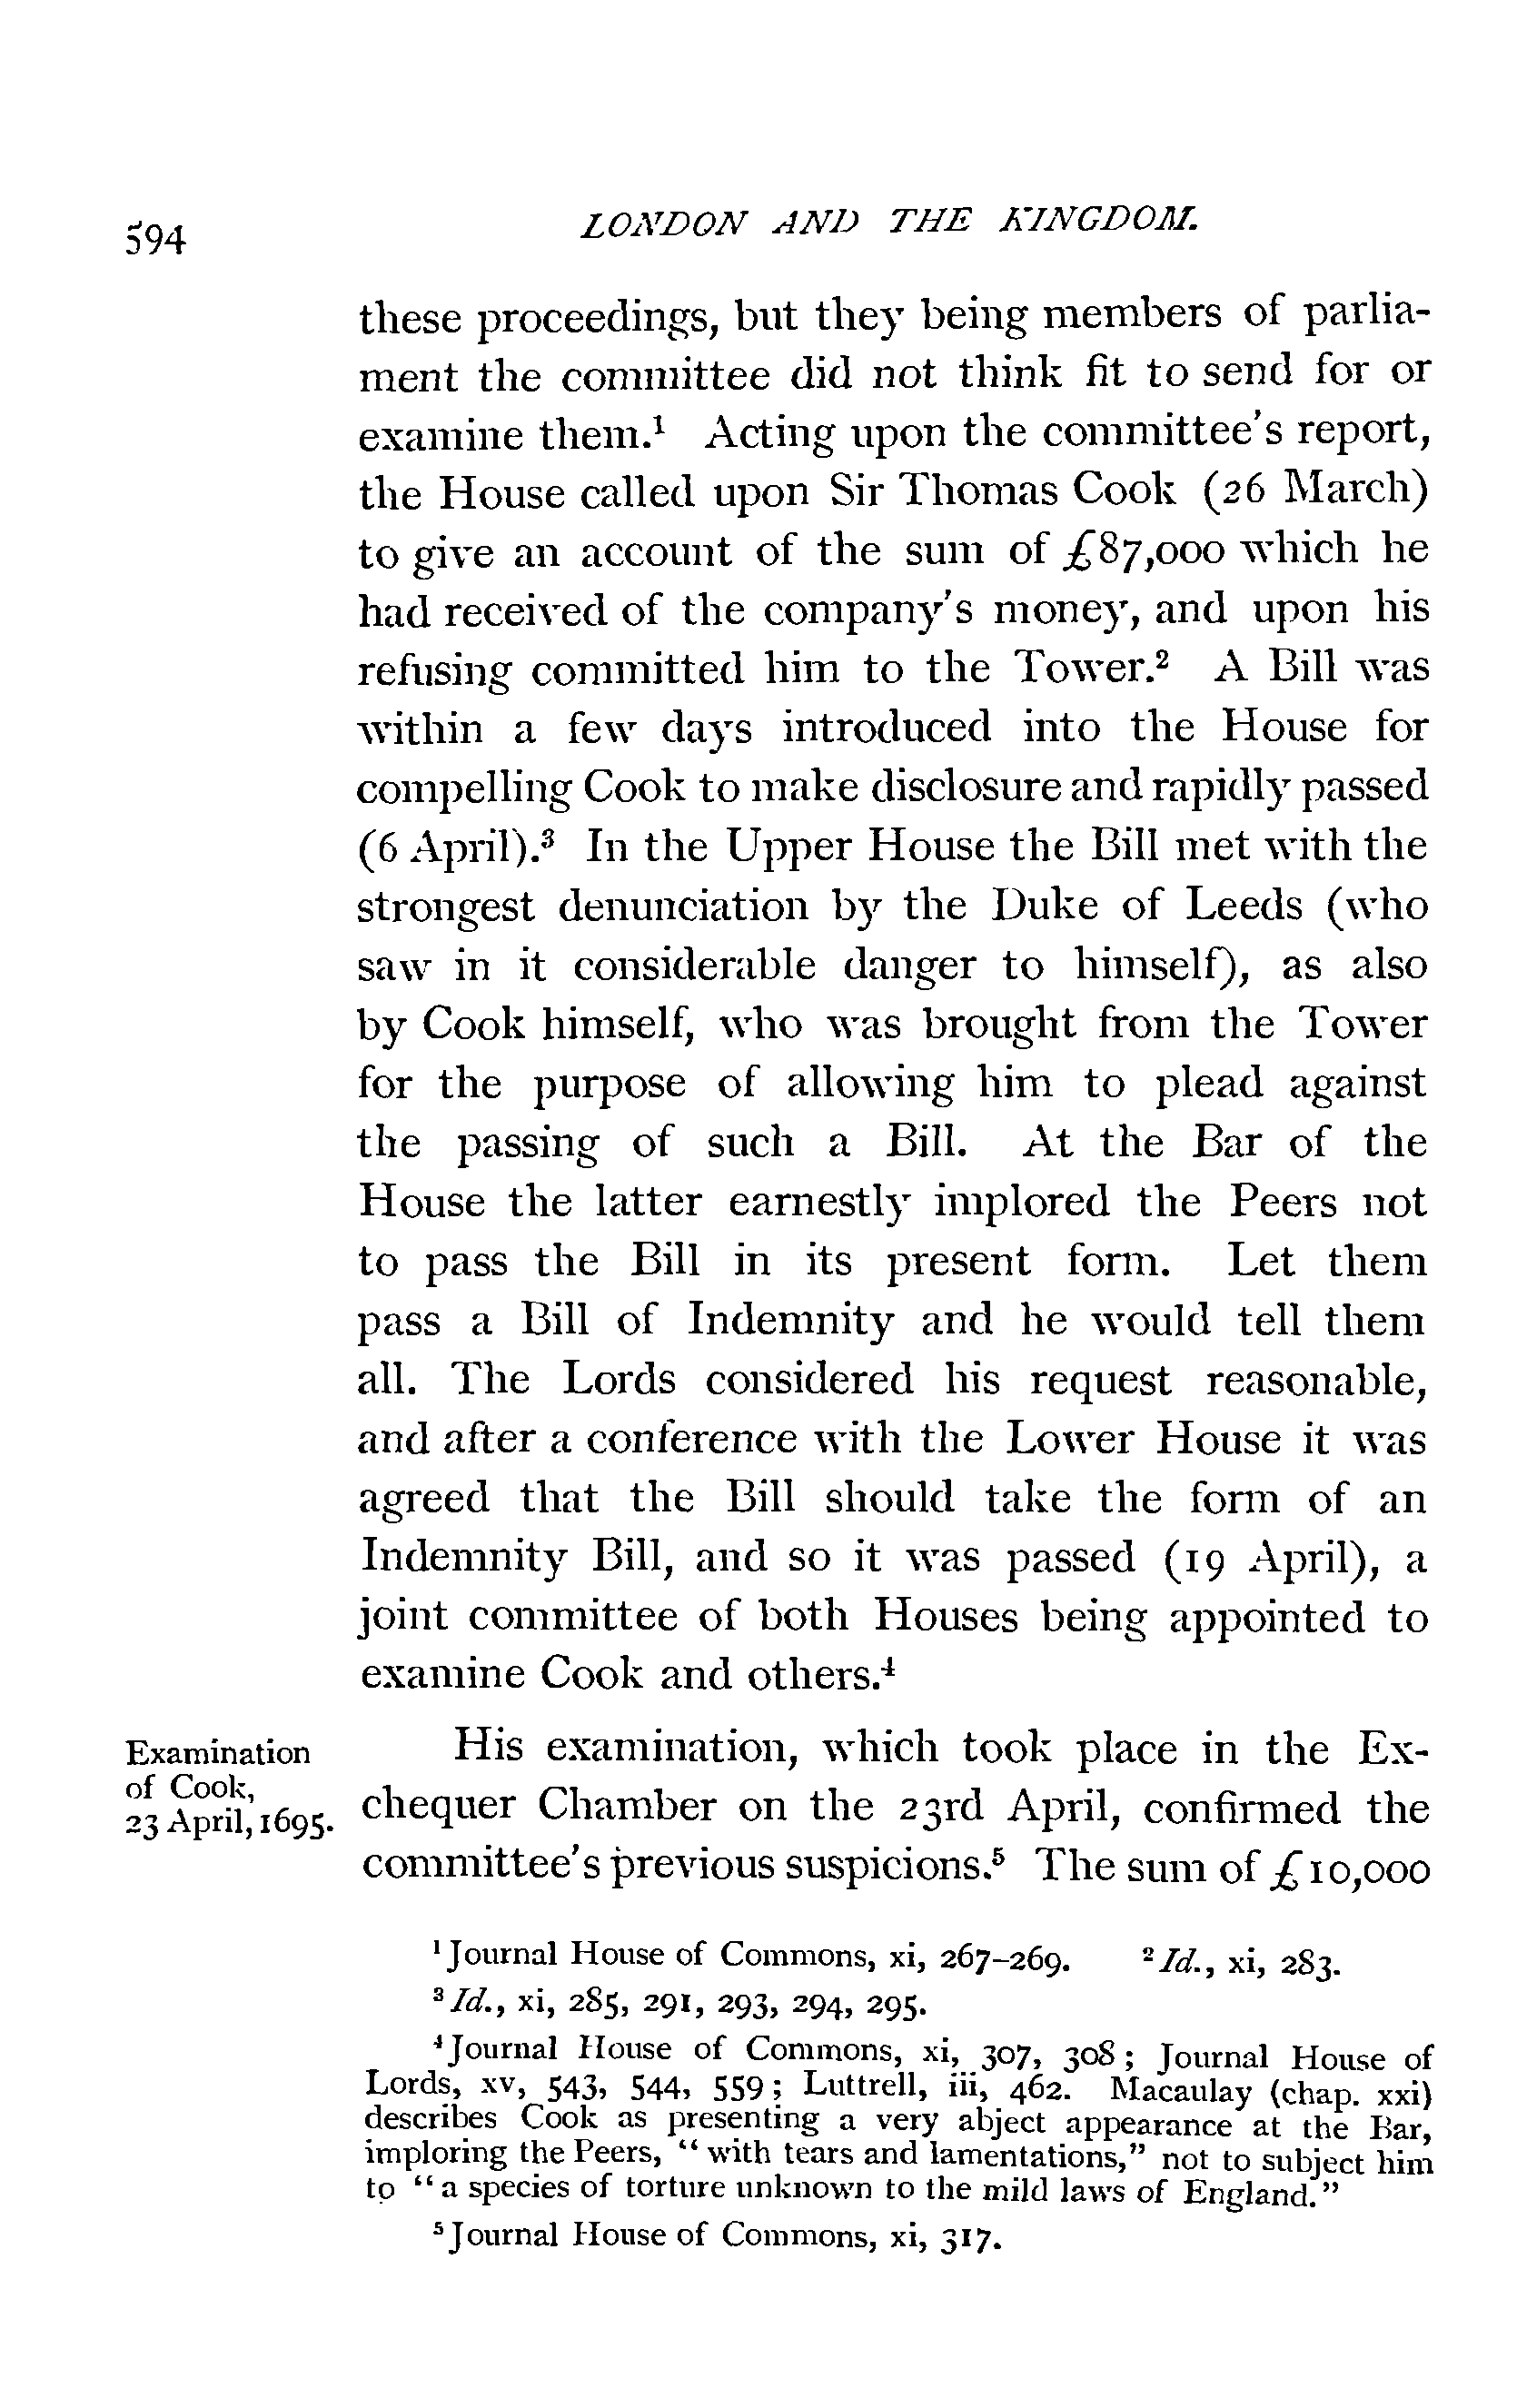 594
LONDON AND THE KINGDOM.
these proceedings, but they being members of parlia-
ment the committee did not think fit to send for or
examine them.¹ Acting upon the committee's report,
the House called upon Sir Thomas Cook (26 March)
to give an account of the sum of £87,000 which he
had received of the company's money, and upon his
refusing committed him to the Tower.² A Bill was
within a few days introduced into the House for
compelling Cook to make disclosure and rapidly passed
(6 April).³ In the Upper House the Bill met with the
strongest denunciation by the Duke of Leeds (who
saw in it considerable danger to himself), as also
by Cook himself, who was brought from the Tower
for the purpose of allowing him to plead against
the passing of such a Bill. At the Bar of the
House the latter earnestly implored the Peers not
to pass the Bill in its present form. Let them
pass a Bill of Indemnity and he would tell them
all. The Lords considered his request reasonable,
and after a conference with the Lower House it was
agreed that the Bill should take the form of an
Indemnity Bill, and so it was passed (19 April), a
joint committee of both Houses being appointed to
examine Cook and others.⁴
Examination
of Cook,
23 April, 1695.
His examination, which took place in the Ex-
chequer Chamber on the 23rd April, confirmed the
committee's previous suspicions.⁵ The sum of £10,000
¹ Journal House of Commons, xi, 267-269. ² Id., xi, 283.
³ Id., xi, 285, 291, 293, 294, 295.
⁴ Journal House of Commons, xi, 307, 308; Journal House of
Lords, xv, 543, 544, 559; Luttrell, iii, 462. Macaulay (chap. xxi)
describes Cook as presenting a very abject appearance at the Bar,
imploring the Peers, "with tears and lamentations," not to subject him
to "a species of torture unknown to the mild laws of England."
⁵ Journal House of Commons, xi, 317.